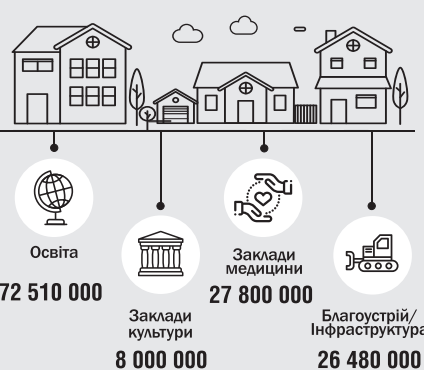 Освіта
72 510 000
Заклади
культури
8 000 000
Заклади
медицини
27 800 000
Благоустрій/
Інфраструктура
26 480 000